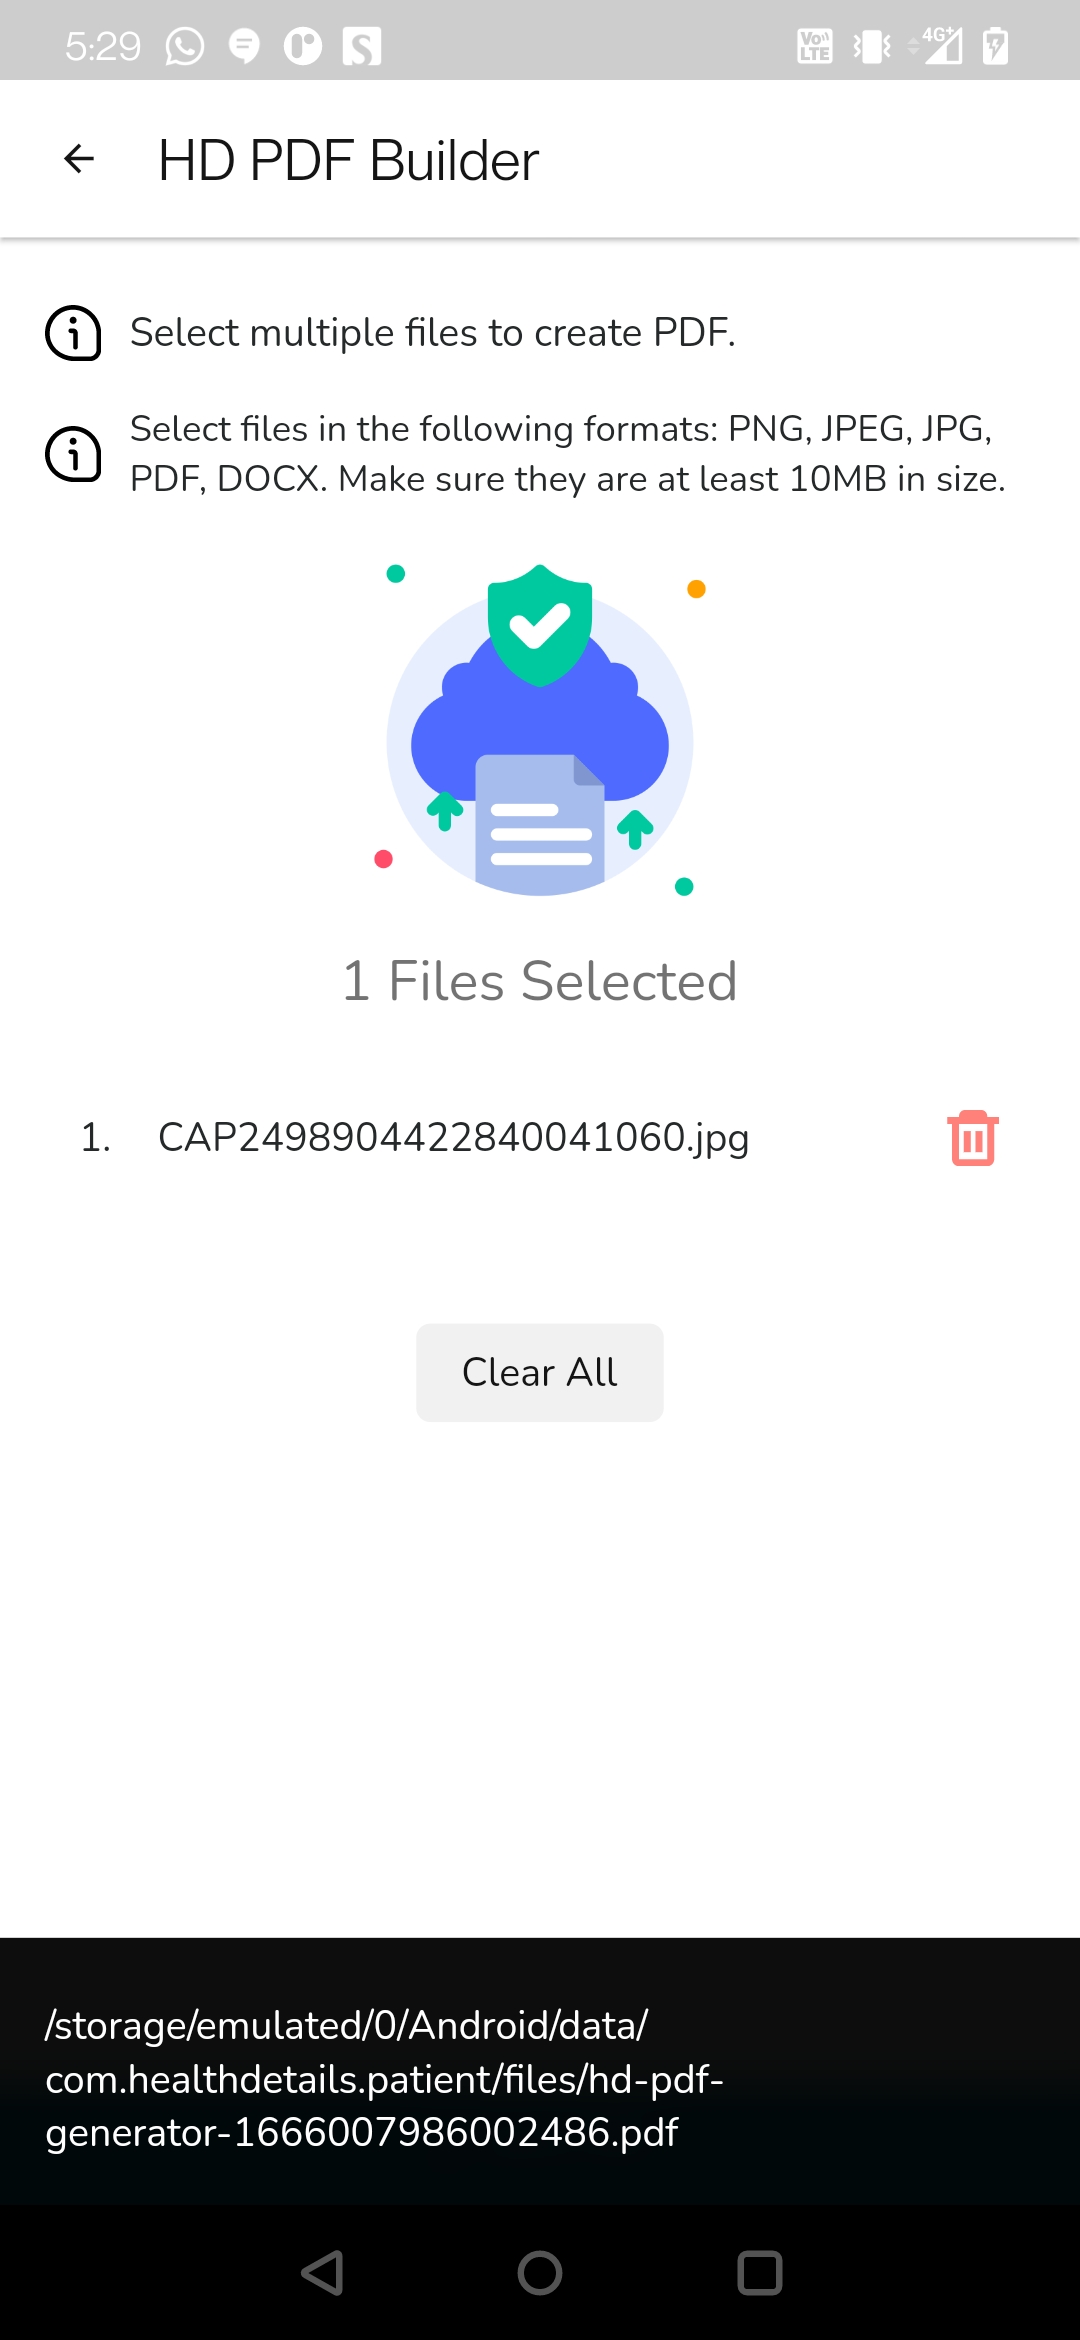 5:29
VoLTE
4G+
HD PDF Builder
Select multiple files to create PDF.
Select files in the following formats: PNG, JPEG, JPG,
PDF, DOCX. Make sure they are at least 10MB in size.
1 Files Selected
1. CAP2498904422840041060.jpg
Clear All
/storage/emulated/0/Android/data/
com.healthdetails.patient/files/hd-pdf-
generator-1666007986002486.pdf